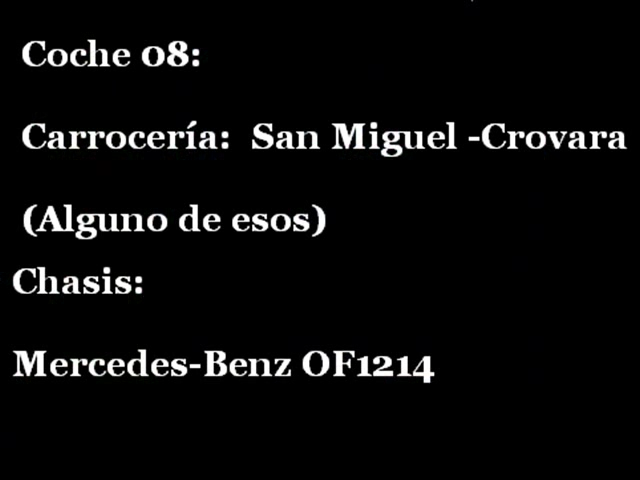 Coche 08:
Carrocería: San Miguel -Crovara
(Alguno de esos)
Chasis:
Mercedes-Benz OF1214